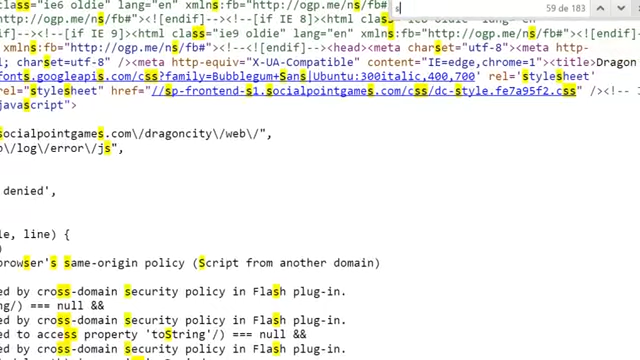 class="ie6 oldie" lang="en" xmlns:fb="http://ogp.me/ns/fb#
s
59 de 183
http://ogp.me/ns/fb#"><![endif]--><!--[if IE 8]><html class=
<![endif]--><!--[if IE 9]><html class="ie9 oldie" lang="en" xmlns:fb="http://ogp.me/ns/fb#"><![endif]-->
xmlns:fb="http://ogp.me/ns/fb#"><!--<![endif]--><head><meta charset="utf-8"><meta http-
l; charset=utf-8" /><meta http-equiv="X-UA-Compatible" content="IE=edge,chrome=1"><title>Dragon
fonts.googleapis.com/css?family=Bubblegum+Sans|Ubuntu:300italic,400,700' rel='stylesheet'
rel="stylesheet" href="//sp-frontend-s1.socialpointgames.com/css/dc-style.fe7a95f2.css" /><!-- I
javascript">
socialpointgames.com\/dragoncity\/web\/",
b\/log\/error\/js",
denied',
le, line) {
)
browser's same-origin policy (Script from another domain)
ed by cross-domain security policy in Flash plug-in.
ng/') === null &&
ed by cross-domain security policy in Flash plug-in.
ed to access property 'toString'/) === null &&
ed by cross-domain security policy in Flash plug-in.